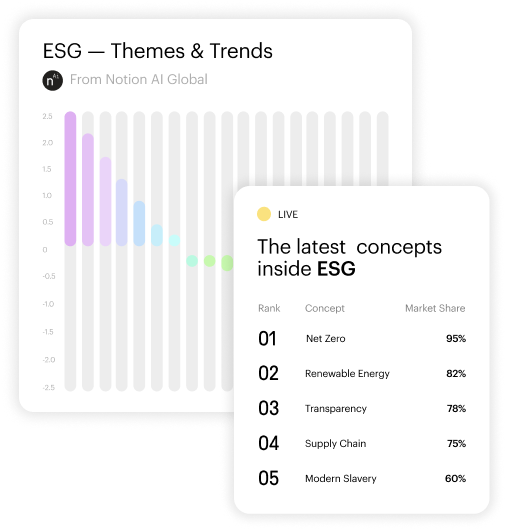 ESG — Themes & Trends
n AI From Notion AI Global
2.5
2.0
1.5
1.0
0.5
0
-0.5
-1.0
-1.5
-2.0
-2.5
LIVE
The latest concepts
inside ESG
Rank Concept Market Share
01 Net Zero 95%
02 Renewable Energy 82%
03 Transparency 78%
04 Supply Chain 75%
05 Modern Slavery 60%